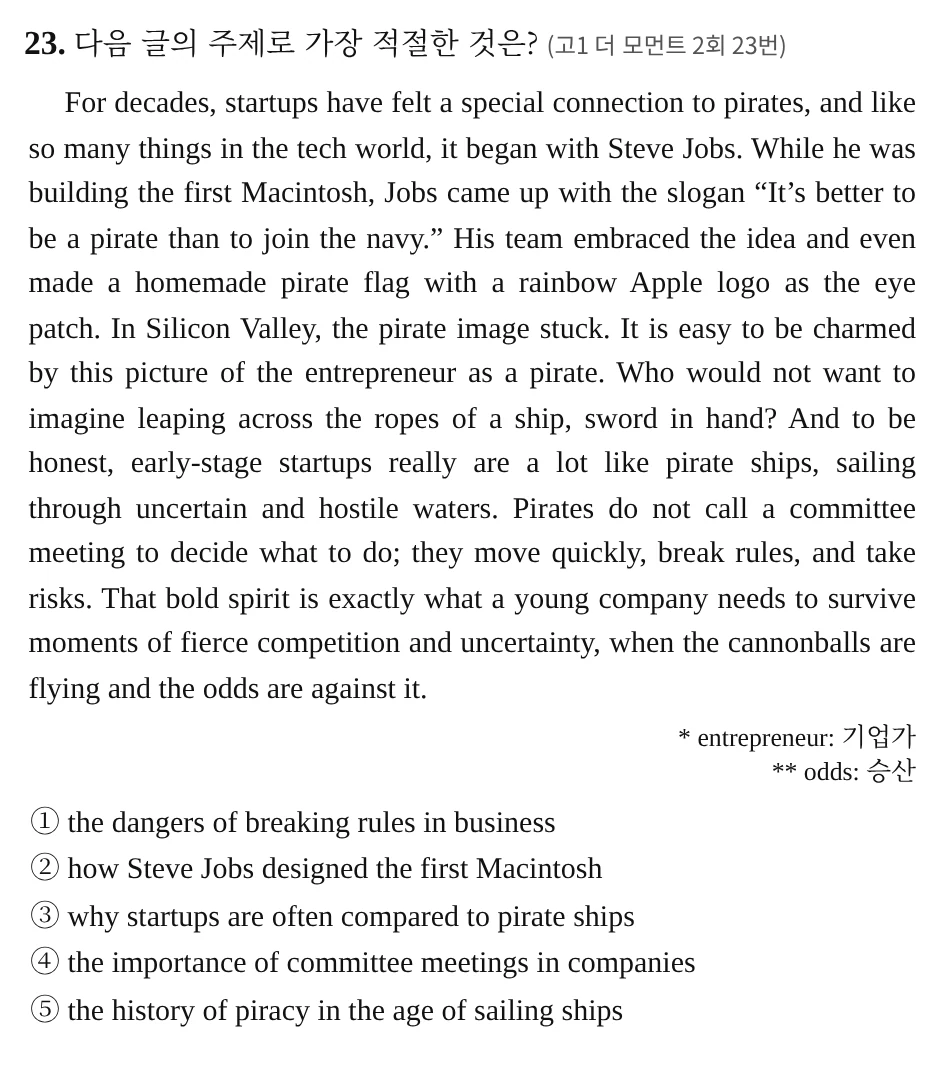 23. 다음 글의 주제로 가장 적절한 것은? (고1 더 모먼트 2회 23번)
For decades, startups have felt a special connection to pirates, and like
so many things in the tech world, it began with Steve Jobs. While he was
building the first Macintosh, Jobs came up with the slogan “It’s better to
be a pirate than to join the navy.” His team embraced the idea and even
made a homemade pirate flag with a rainbow Apple logo as the eye
patch. In Silicon Valley, the pirate image stuck. It is easy to be charmed
by this picture of the entrepreneur as a pirate. Who would not want to
imagine leaping across the ropes of a ship, sword in hand? And to be
honest, early-stage startups really are a lot like pirate ships, sailing
through uncertain and hostile waters. Pirates do not call a committee
meeting to decide what to do; they move quickly, break rules, and take
risks. That bold spirit is exactly what a young company needs to survive
moments of fierce competition and uncertainty, when the cannonballs are
flying and the odds are against it.
* entrepreneur: 기업가
** odds: 승산
① the dangers of breaking rules in business
② how Steve Jobs designed the first Macintosh
③ why startups are often compared to pirate ships
④ the importance of committee meetings in companies
⑤ the history of piracy in the age of sailing ships